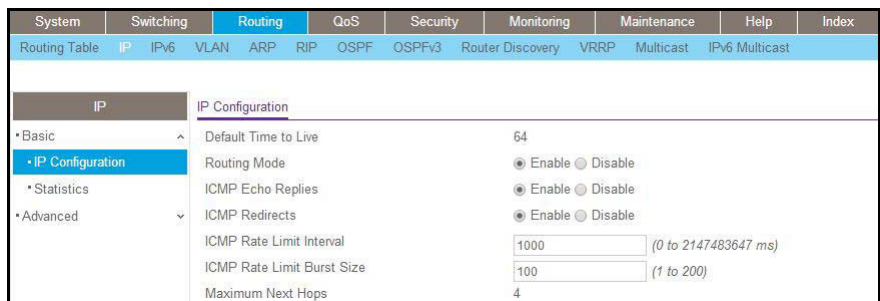 System Switching Routing QoS Security Monitoring Maintenance Help Index
Routing Table IP IPv6 VLAN ARP RIP OSPF OSPFv3 Router Discovery VRRP Multicast IPv6 Multicast
IP
IP Configuration
• Basic
• IP Configuration
• Statistics
• Advanced
Default Time to Live 64
Routing Mode Enable Disable
ICMP Echo Replies Enable Disable
ICMP Redirects Enable Disable
ICMP Rate Limit Interval 1000 (0 to 2147483647 ms)
ICMP Rate Limit Burst Size 100 (1 to 200)
Maximum Next Hops 4